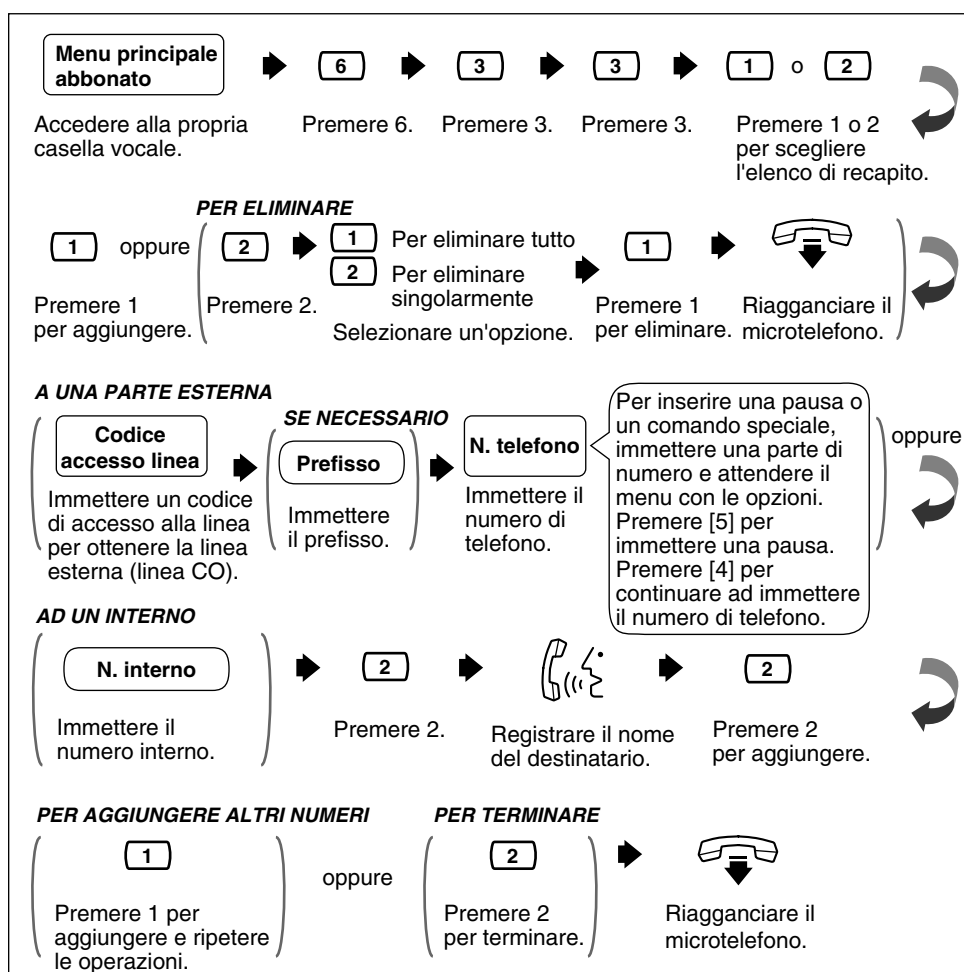 Menu principale
abbonato
6
3
3
1 o 2
Accedere alla propria
casella vocale.
Premere 6.
Premere 3.
Premere 3.
Premere 1 o 2
per scegliere
l'elenco di recapito.
PER ELIMINARE
1 oppure
2
1 Per eliminare tutto
2 Per eliminare
singolarmente
1
Premere 1
per aggiungere.
Premere 2.
Selezionare un'opzione.
Premere 1
per eliminare.
Riagganciare il
microtelefono.
A UNA PARTE ESTERNA
Codice
accesso linea
Immettere un codice
di accesso alla linea
per ottenere la linea
esterna (linea CO).
SE NECESSARIO
Prefisso
Immettere
il prefisso.
N. telefono
Immettere il
numero di
telefono.
Per inserire una pausa o
un comando speciale,
immettere una parte di
numero e attendere il
menu con le opzioni.
Premere [5] per
immettere una pausa.
Premere [4] per
continuare ad immettere
il numero di telefono.
oppure
AD UN INTERNO
N. interno
2
2
Immettere il
numero interno.
Premere 2.
Registrare il nome
del destinatario.
Premere 2
per aggiungere.
PER AGGIUNGERE ALTRI NUMERI
1
Premere 1 per
aggiungere e ripetere
le operazioni.
oppure
PER TERMINARE
2
Premere 2
per terminare.
Riagganciare il
microtelefono.